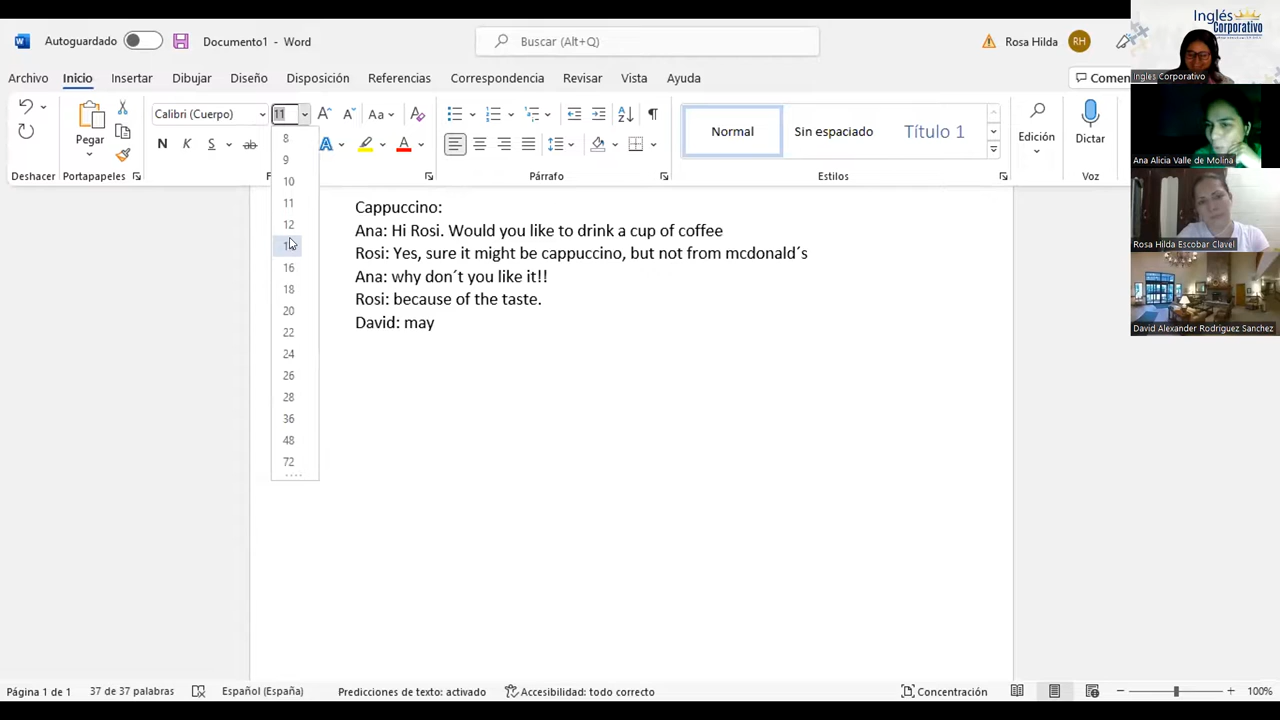 Autoguardado
Documento1 - Word
Buscar (Alt+Q)
Rosa Hilda
RH
Archivo
Inicio
Insertar
Dibujar
Diseño
Disposición
Referencias
Correspondencia
Revisar
Vista
Ayuda
Comen
Pegar
Calibri (Cuerpo)
11
N K S ab
Normal
Sin espaciado
Título 1
Edición
Dictar
Deshacer
Portapapeles
F
Párrafo
Estilos
Voz
8
9
10
11
12
16
18
20
22
24
26
28
36
48
72
Cappuccino:
Ana: Hi Rosi. Would you like to drink a cup of coffee
Rosi: Yes, sure it might be cappuccino, but not from mcdonald´s
Ana: why don´t you like it!!
Rosi: because of the taste.
David: may
Inglés
Corporativo
Ingles Corporativo
Ana Alicia Valle de Molina
Rosa Hilda Escobar Clavel
David Alexander Rodriguez Sanchez
Página 1 de 1
37 de 37 palabras
Español (España)
Predicciones de texto: activado
Accesibilidad: todo correcto
Concentración
100%